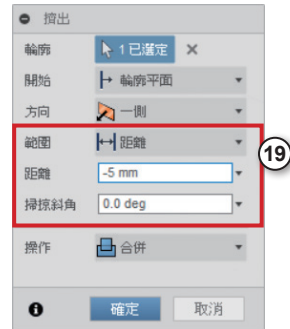 擠出
輪廓 1 已選定
開始 輪廓平面
方向 一側
範圍 距離
距離 -5 mm
掃掠斜角 0.0 deg
操作 合併
確定 取消
19